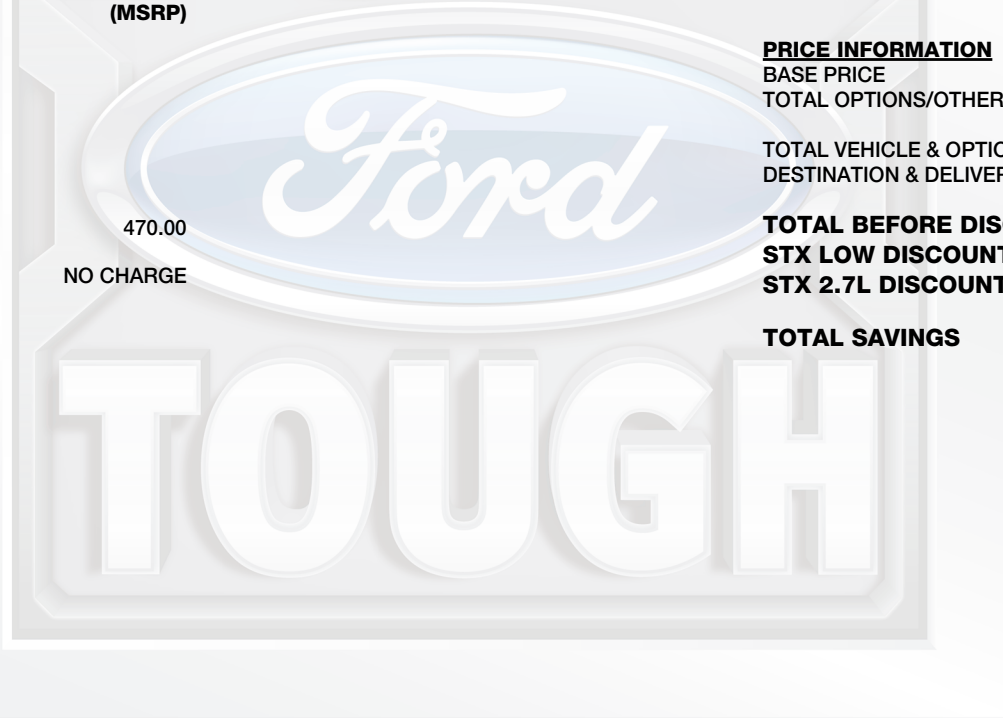 (MSRP)
470.00
NO CHARGE
PRICE INFORMATION
BASE PRICE
TOTAL OPTIONS/OTHER
TOTAL VEHICLE & OPTIO
DESTINATION & DELIVER
TOTAL BEFORE DIS
STX LOW DISCOUNT
STX 2.7L DISCOUNT
TOTAL SAVINGS
Ford
TOUGH